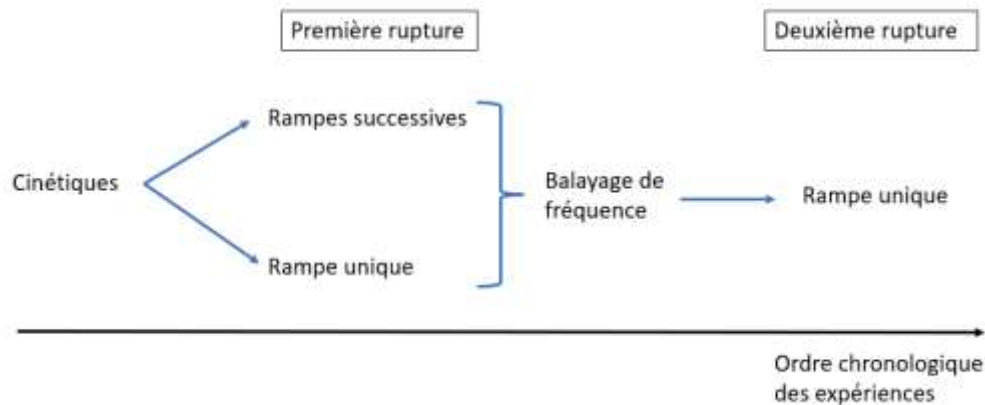 Première rupture
Deuxième rupture
Rampes successives
Cinétiques
Balayage de
fréquence
Rampe unique
Rampe unique
Ordre chronologique
des expériences